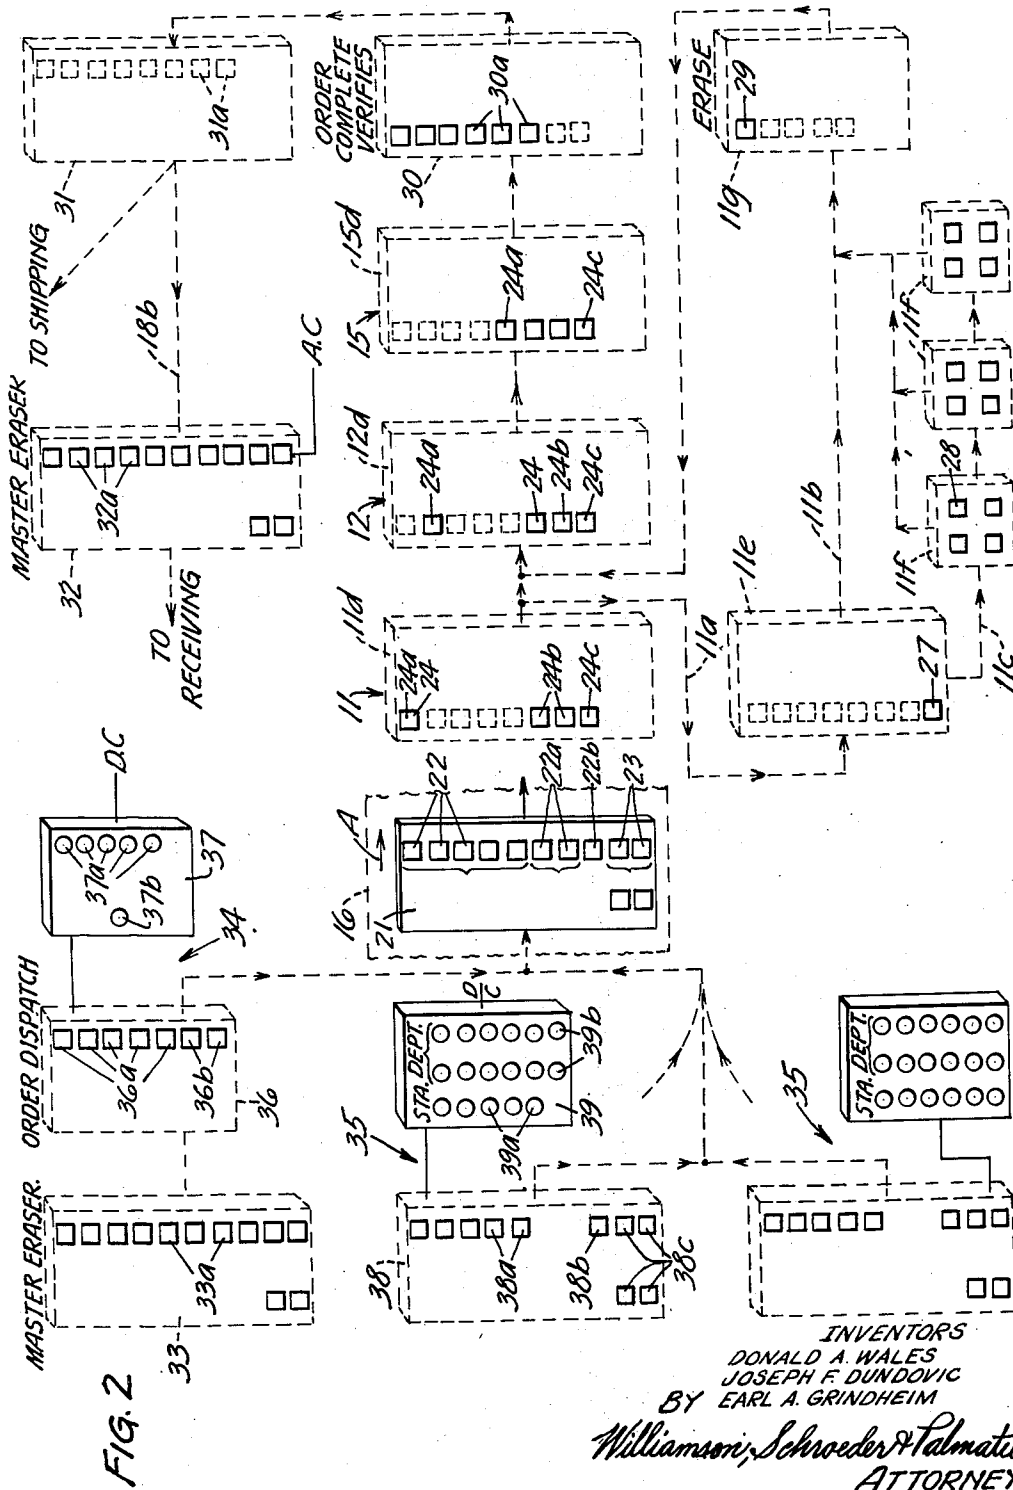 FIG. 2
MASTER ERASER.
33
33a
ORDER DISPATCH
36
36a
36b
34
37
37a
37b
D.C
MASTER ERASER
32
32a
TO
RECEIVING
A.C
18b
TO SHIPPING
31
31a
38
38a
38b
38c
35
STA. DEPT.
39
39a
39b
D/C
16
21
A
22
22a
22b
23
11
11d
24a
24
24b
24c
12
12d
24a
24
24b
24c
15
15d
24a
24c
ORDER
COMPLETE
VERIFIES
30
30a
35
STA. DEPT.
11a
11e
27
11b
11c
11f
28
11f
ERASE
29
11g
INVENTORS
DONALD A. WALES
JOSEPH F. DUNDOVIC
BY EARL A. GRINDHEIM
Williamson, Schroeder &
ATTORNEY